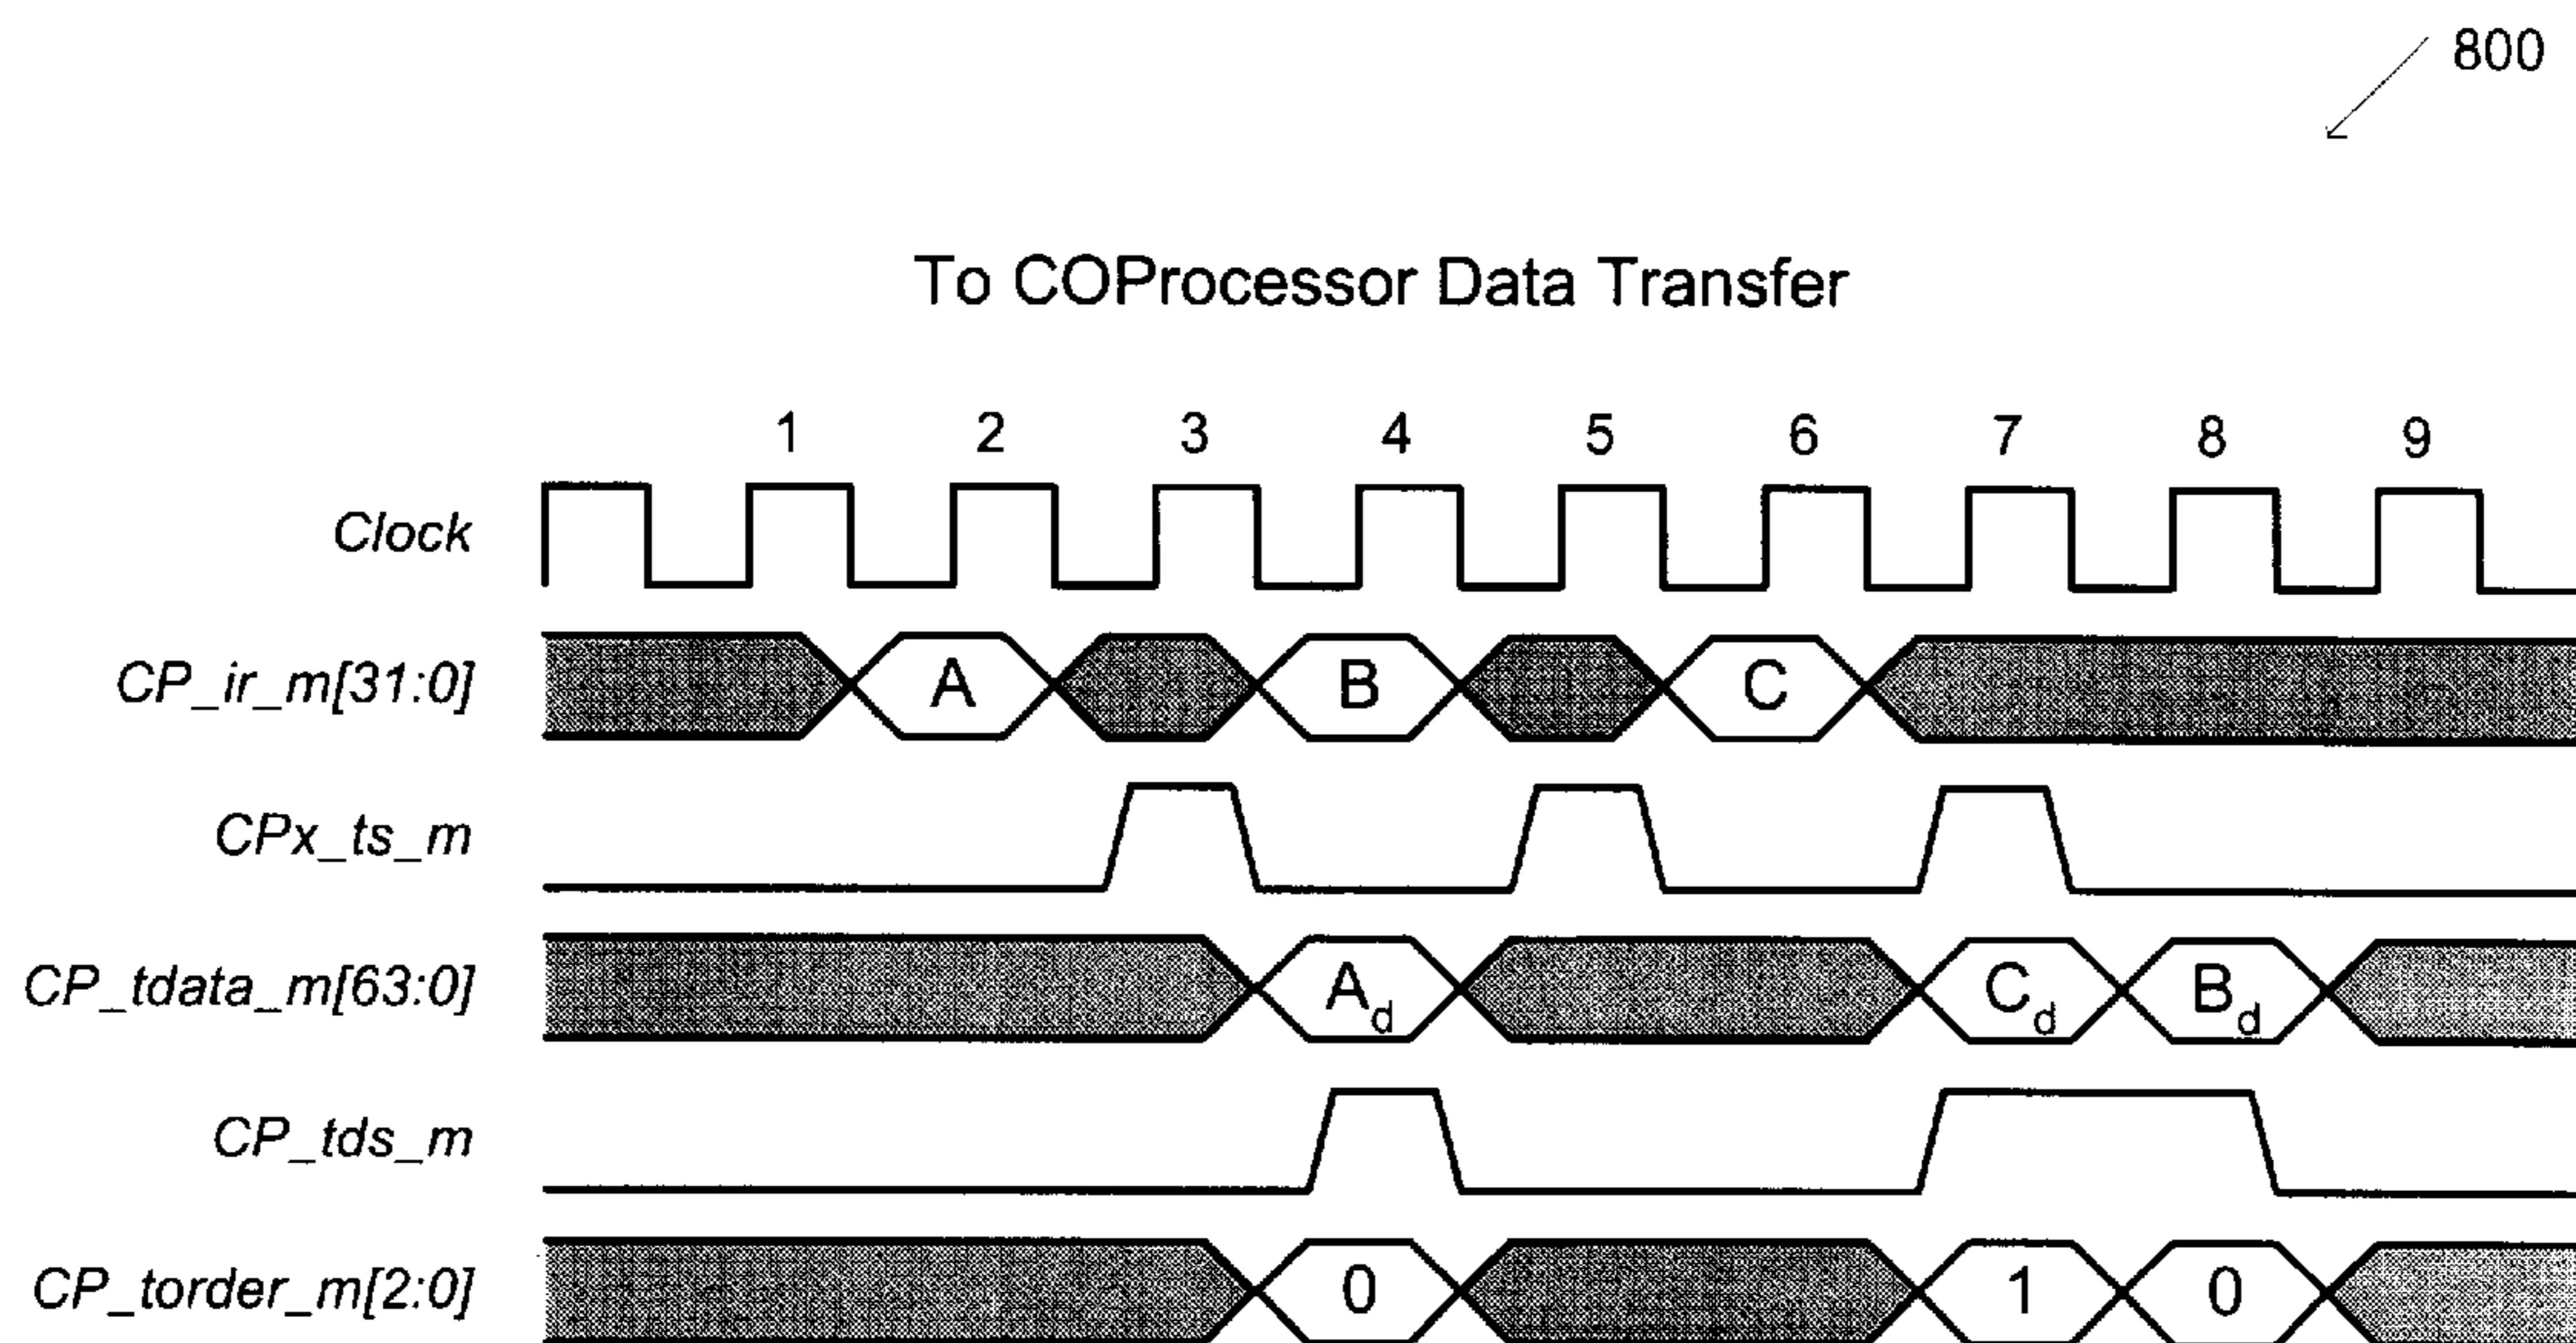 800
To COProcessor Data Transfer
1 2 3 4 5 6 7 8 9
Clock
CP_ir_m[31:0] A B C
CPx_ts_m
CP_tdata_m[63:0] Ad Cd Bd
CP_tds_m
CP_torder_m[2:0] 0 1 0